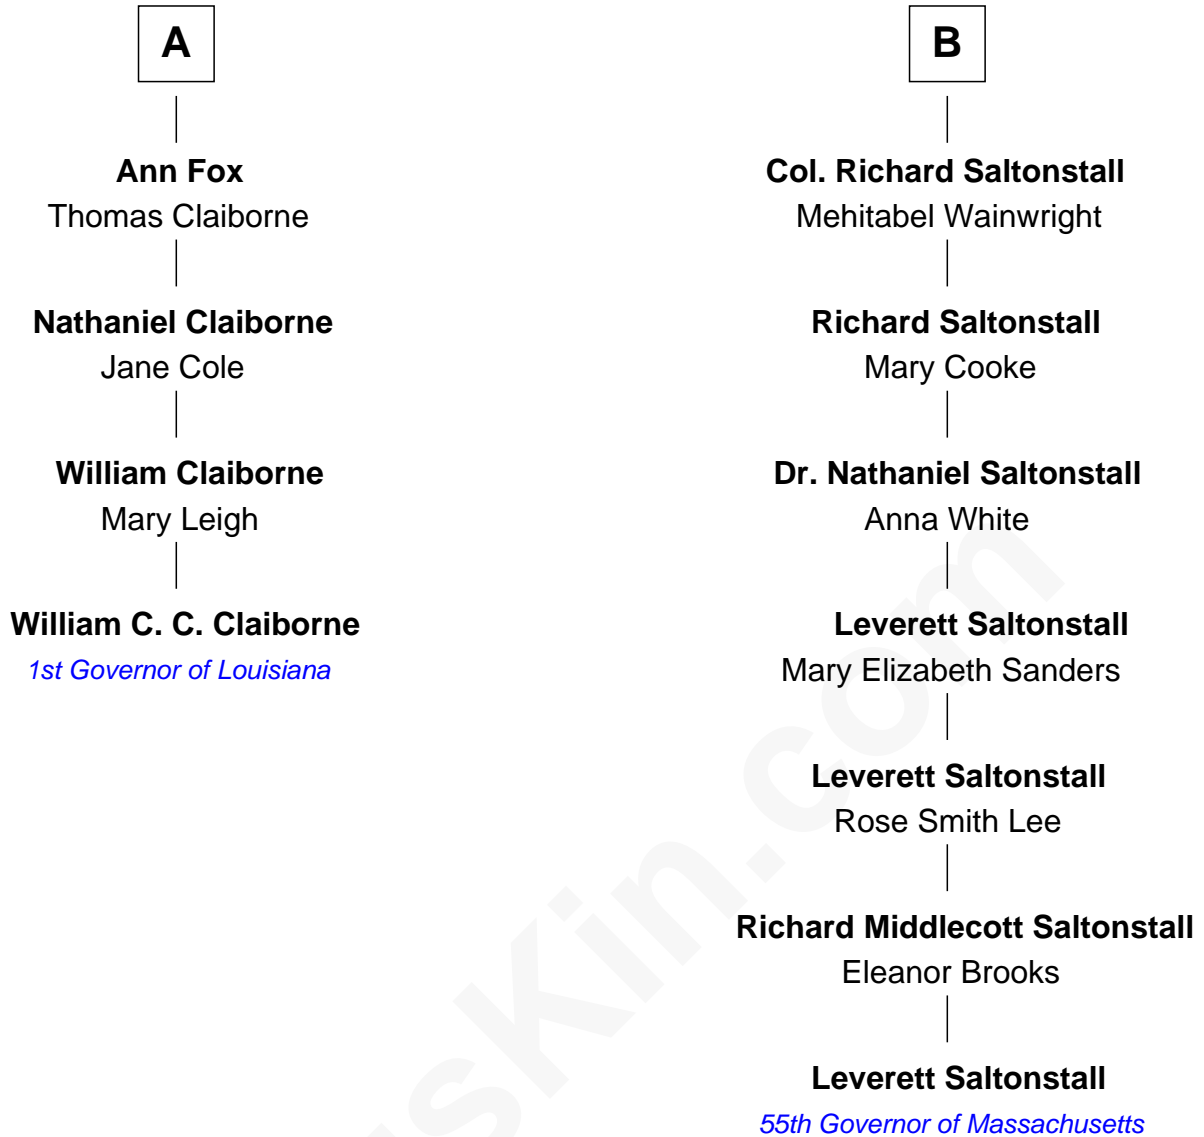 A
Ann Fox
Thomas Claiborne
Nathaniel Claiborne
Jane Cole
William Claiborne
Mary Leigh
William C. C. Claiborne
1st Governor of Louisiana
B
Col. Richard Saltonstall
Mehitabel Wainwright
Richard Saltonstall
Mary Cooke
Dr. Nathaniel Saltonstall
Anna White
Leverett Saltonstall
Mary Elizabeth Sanders
Leverett Saltonstall
Rose Smith Lee
Richard Middlecott Saltonstall
Eleanor Brooks
Leverett Saltonstall
55th Governor of Massachusetts
sKin.com